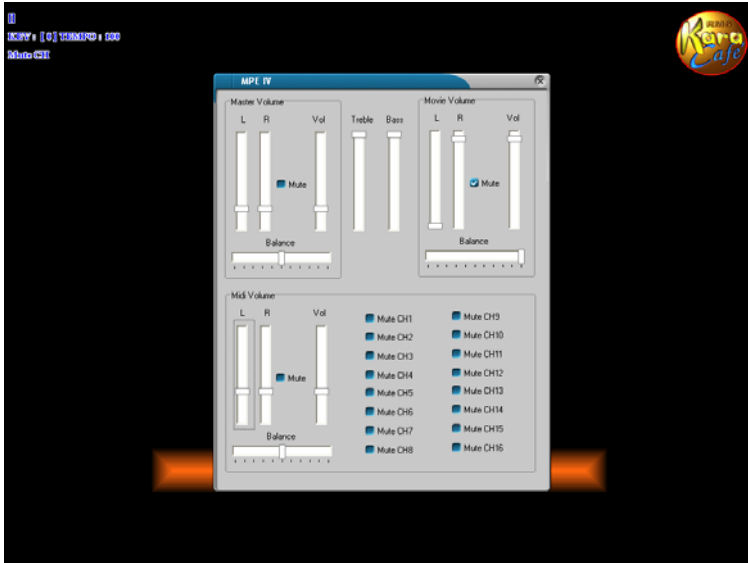 []
KEY : [ 0 ] TEMPO : 100
Mute CH
Kara
Cafe
MPE IV
Master Volume
L R Vol
Mute
Balance
Treble Bass
Movie Volume
L R Vol
Mute
Balance
Midi Volume
L R Vol
Mute
Balance
Mute CH1
Mute CH2
Mute CH3
Mute CH4
Mute CH5
Mute CH6
Mute CH7
Mute CH8
Mute CH9
Mute CH10
Mute CH11
Mute CH12
Mute CH13
Mute CH14
Mute CH15
Mute CH16